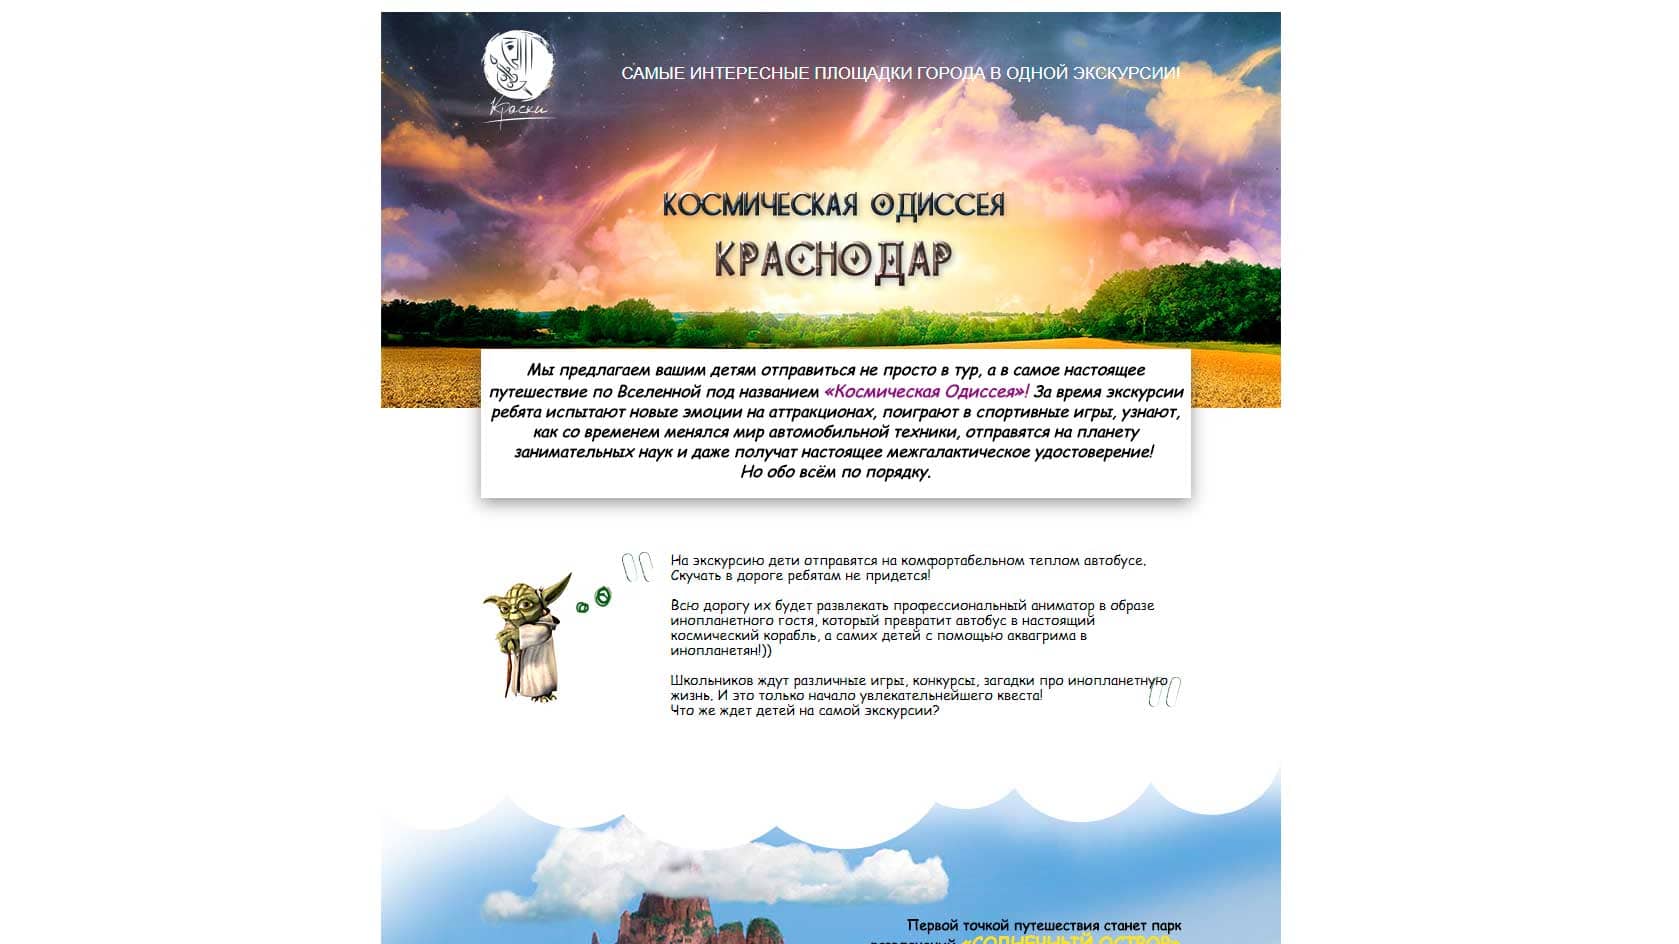 САМЫЕ ИНТЕРЕСНЫЕ ПЛОЩАДКИ ГОРОДА В ОДНОЙ ЭКСКУРСИИ!
Краски
КОСМИЧЕСКАЯ ОДИССЕЯ
КРАСНОДАР
Мы предлагаем вашим детям отправиться не просто в тур, а в самое настоящее
путешествие по Вселенной под названием «Космическая Одиссея»! За время экскурсии
ребята испытают новые эмоции на аттракционах, поиграют в спортивные игры, узнают,
как со временем менялся мир автомобильной техники, отправятся на планету
занимательных наук и даже получат настоящее межгалактическое удостоверение!
Но обо всём по порядку.
На экскурсию дети отправятся на комфортабельном теплом автобусе.
Скучать в дороге ребятам не придется!
Всю дорогу их будет развлекать профессиональный аниматор в образе
инопланетного гостя, который превратит автобус в настоящий
космический корабль, а самих детей с помощью аквагрима в
инопланетян!))
Школьников ждут различные игры, конкурсы, загадки про инопланетную
жизнь. И это только начало увлекательнейшего квеста!
Что же ждет детей на самой экскурсии?
Первой точкой путешествия станет парк
развлечений «СОЛНЕЧНЫЙ ОСТРОВ»